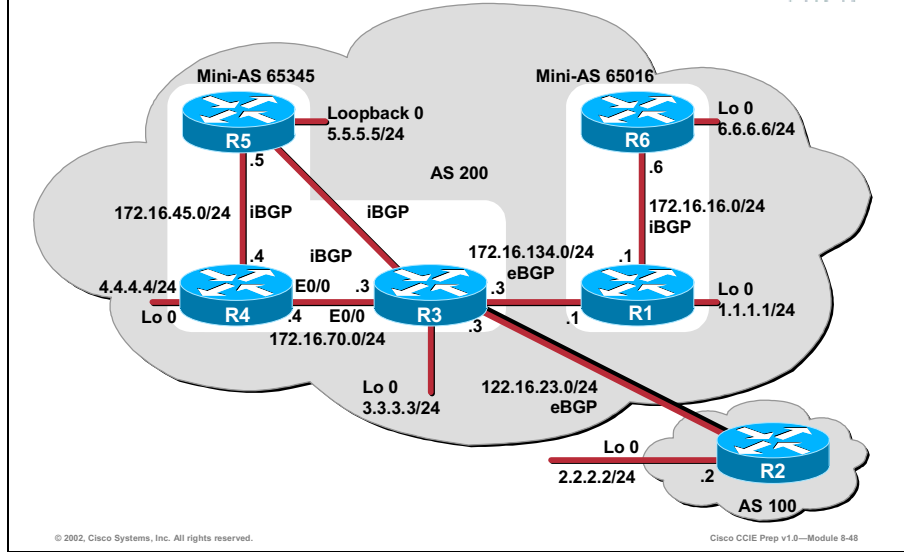 Mini-AS 65345
Mini-AS 65016
Loopback 0
5.5.5.5/24
Lo 0
6.6.6.6/24
R5
R6
.5
.6
AS 200
172.16.45.0/24
iBGP
iBGP
172.16.16.0/24
iBGP
172.16.134.0/24
eBGP
.4
iBGP
.1
4.4.4.4/24
Lo 0
E0/0
.3
.3
Lo 0
1.1.1.1/24
R4
.4
E0/0
R3
.3
.1
R1
172.16.70.0/24
Lo 0
3.3.3.3/24
122.16.23.0/24
eBGP
Lo 0
2.2.2.2/24
.2
R2
AS 100
© 2002, Cisco Systems, Inc. All rights reserved.
Cisco CCIE Prep v1.0—Module 8-48